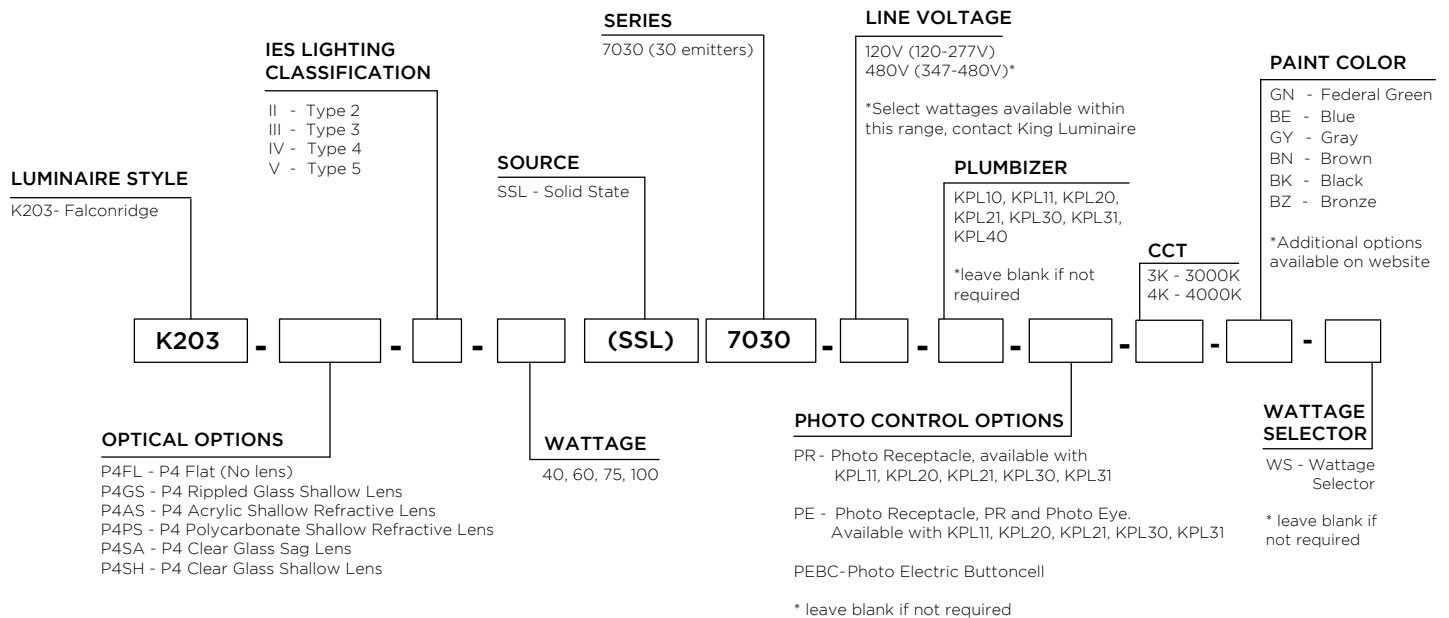 LUMINAIRE STYLE
K203- Falconridge
IES LIGHTING
CLASSIFICATION
II - Type 2
III - Type 3
IV - Type 4
V - Type 5
SOURCE
SSL - Solid State
SERIES
7030 (30 emitters)
LINE VOLTAGE
120V (120-277V)
480V (347-480V)*
*Select wattages available within
this range, contact King Luminaire
PLUMBIZER
KPL10, KPL11, KPL20,
KPL21, KPL30, KPL31,
KPL40
*leave blank if not
required
CCT
3K - 3000K
4K - 4000K
PAINT COLOR
GN - Federal Green
BE - Blue
GY - Gray
BN - Brown
BK - Black
BZ - Bronze
*Additional options
available on website
K203 - - - (SSL) 7030 - - - - - -
OPTICAL OPTIONS
P4FL - P4 Flat (No lens)
P4GS - P4 Rippled Glass Shallow Lens
P4AS - P4 Acrylic Shallow Refractive Lens
P4PS - P4 Polycarbonate Shallow Refractive Lens
P4SA - P4 Clear Glass Sag Lens
P4SH - P4 Clear Glass Shallow Lens
WATTAGE
40, 60, 75, 100
PHOTO CONTROL OPTIONS
PR - Photo Receptacle, available with
KPL11, KPL20, KPL21, KPL30, KPL31
PE - Photo Receptacle, PR and Photo Eye.
Available with KPL11, KPL20, KPL21, KPL30, KPL31
PEBC-Photo Electric Buttoncell
* leave blank if not required
WATTAGE
SELECTOR
WS - Wattage
Selector
* leave blank if
not required